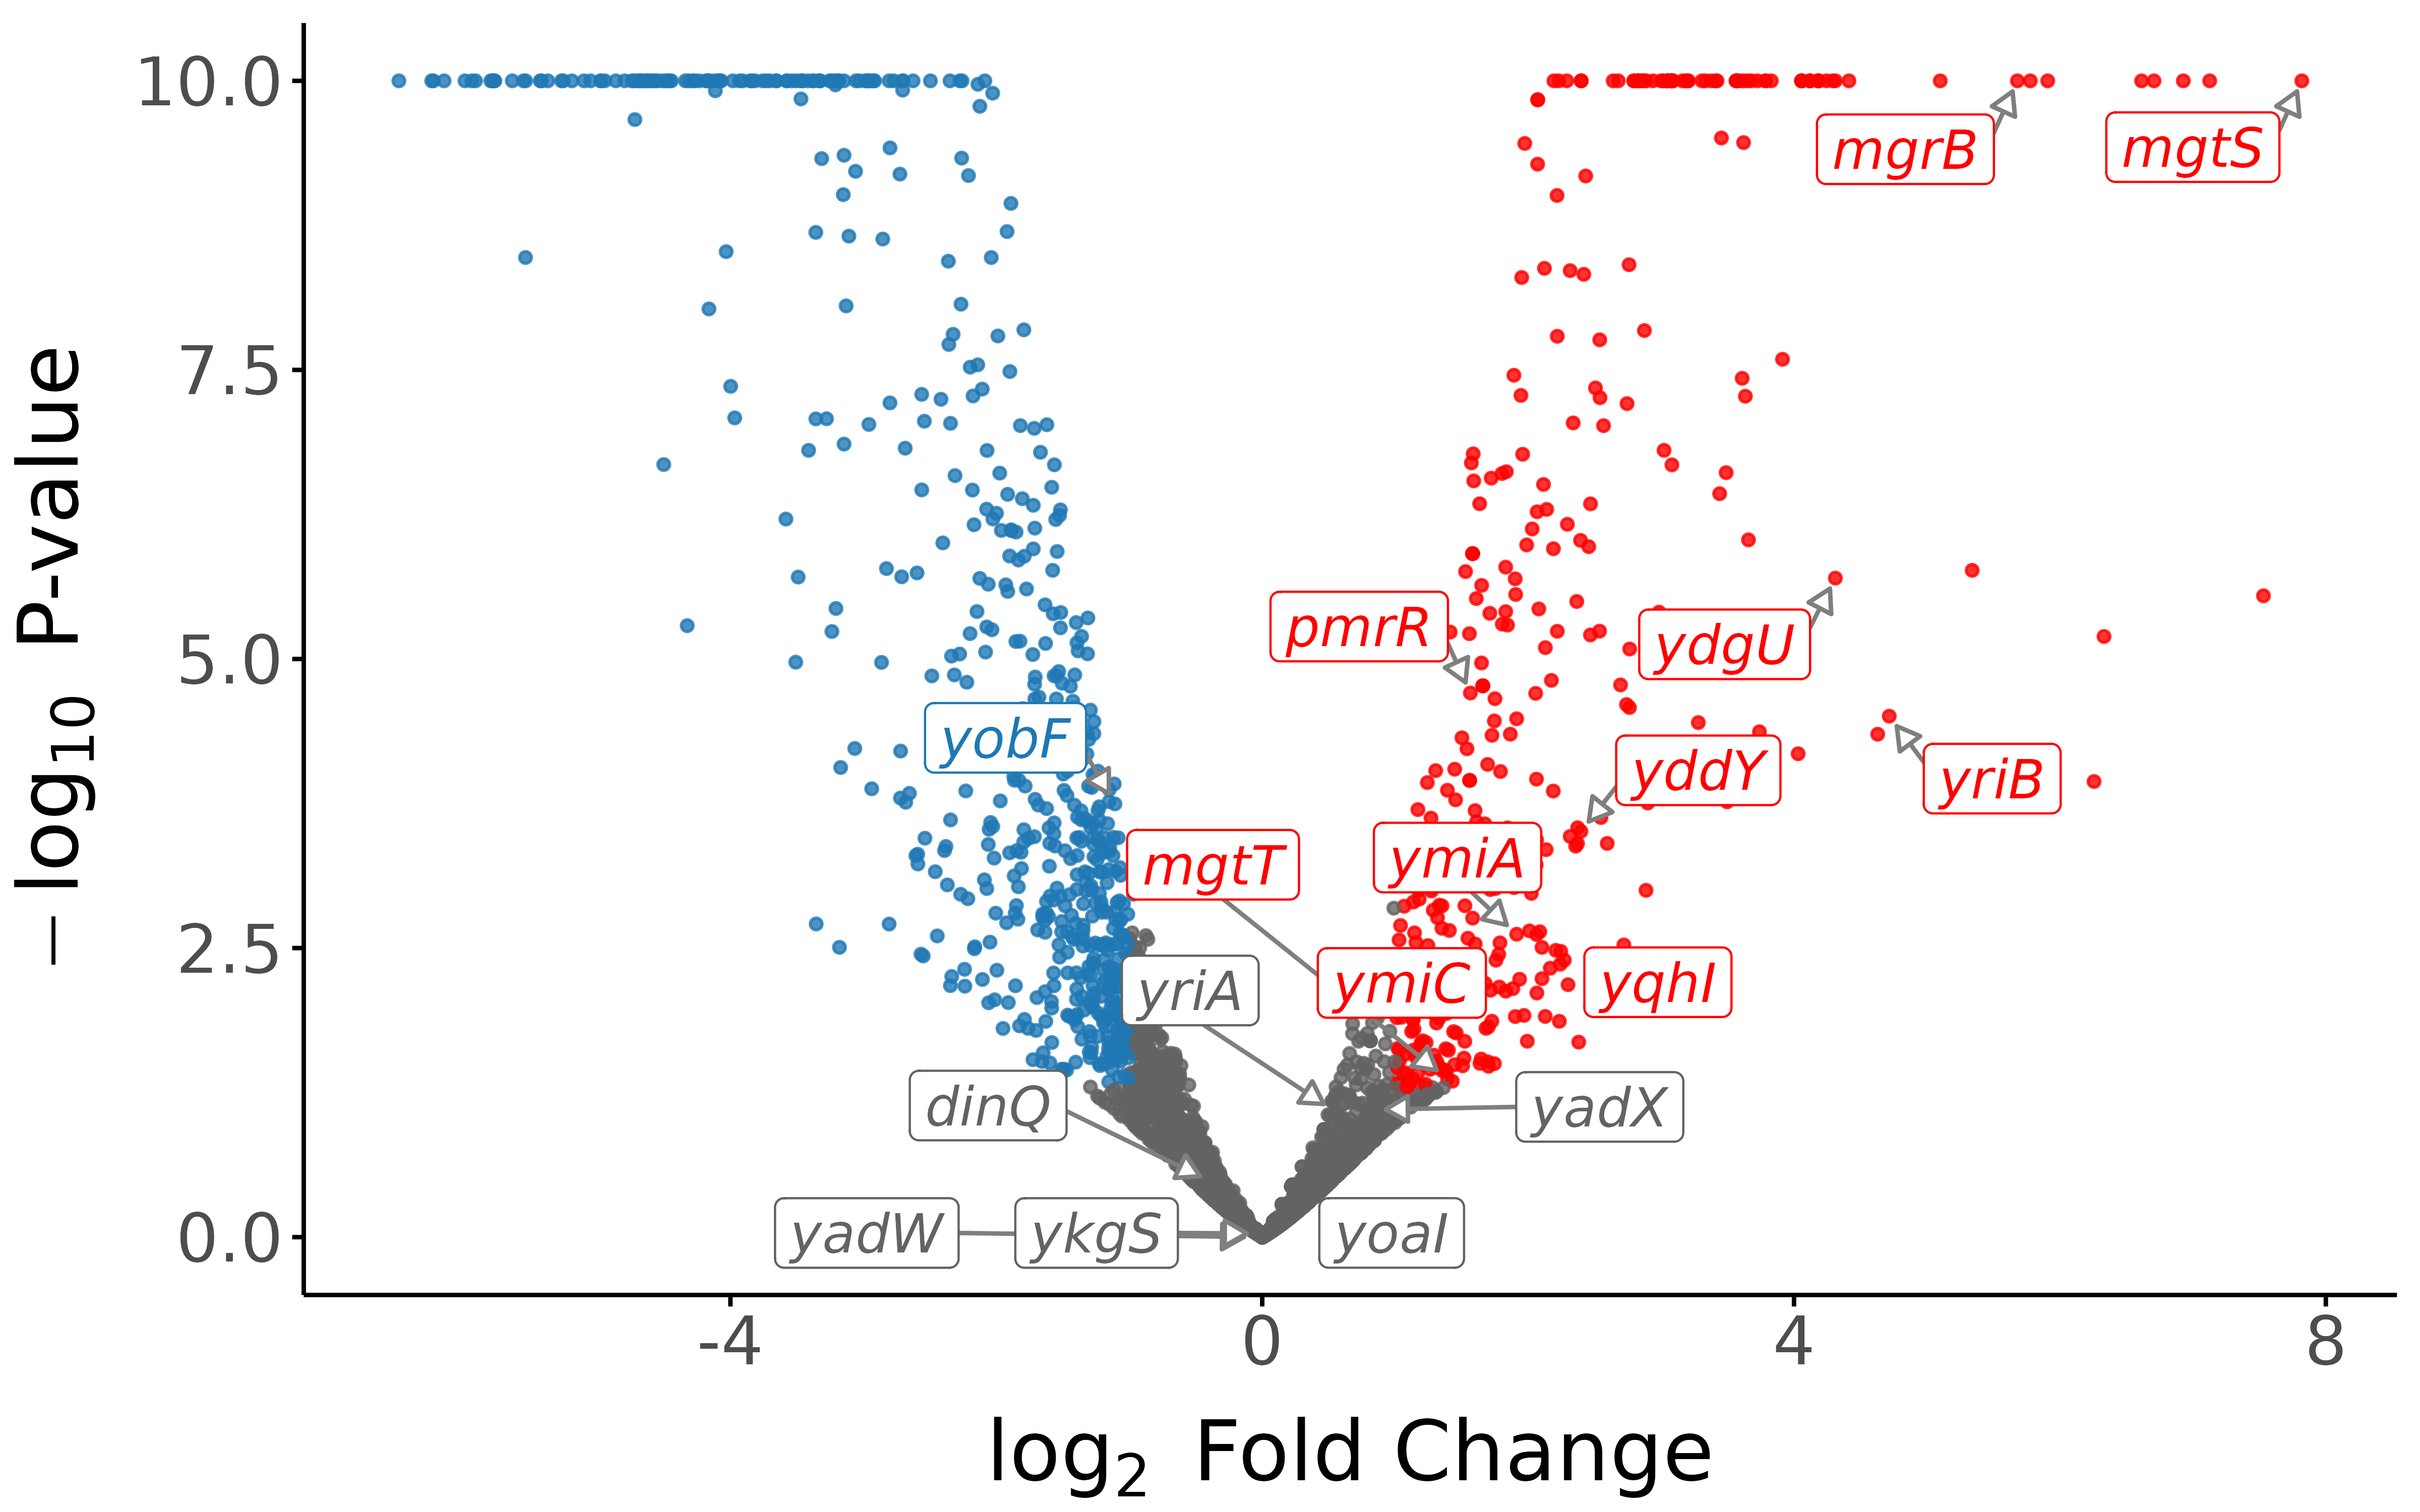 10.0
7.5
5.0
2.5
0.0
− log10 P-value
mgrB
mgtS
pmrR
ydgU
yobF
yddY
yriB
mgtT
ymiA
yriA
ymiC
yqhI
dinQ
yadX
yadW
ykgS
yoaI
-4
0
4
8
log2 Fold Change